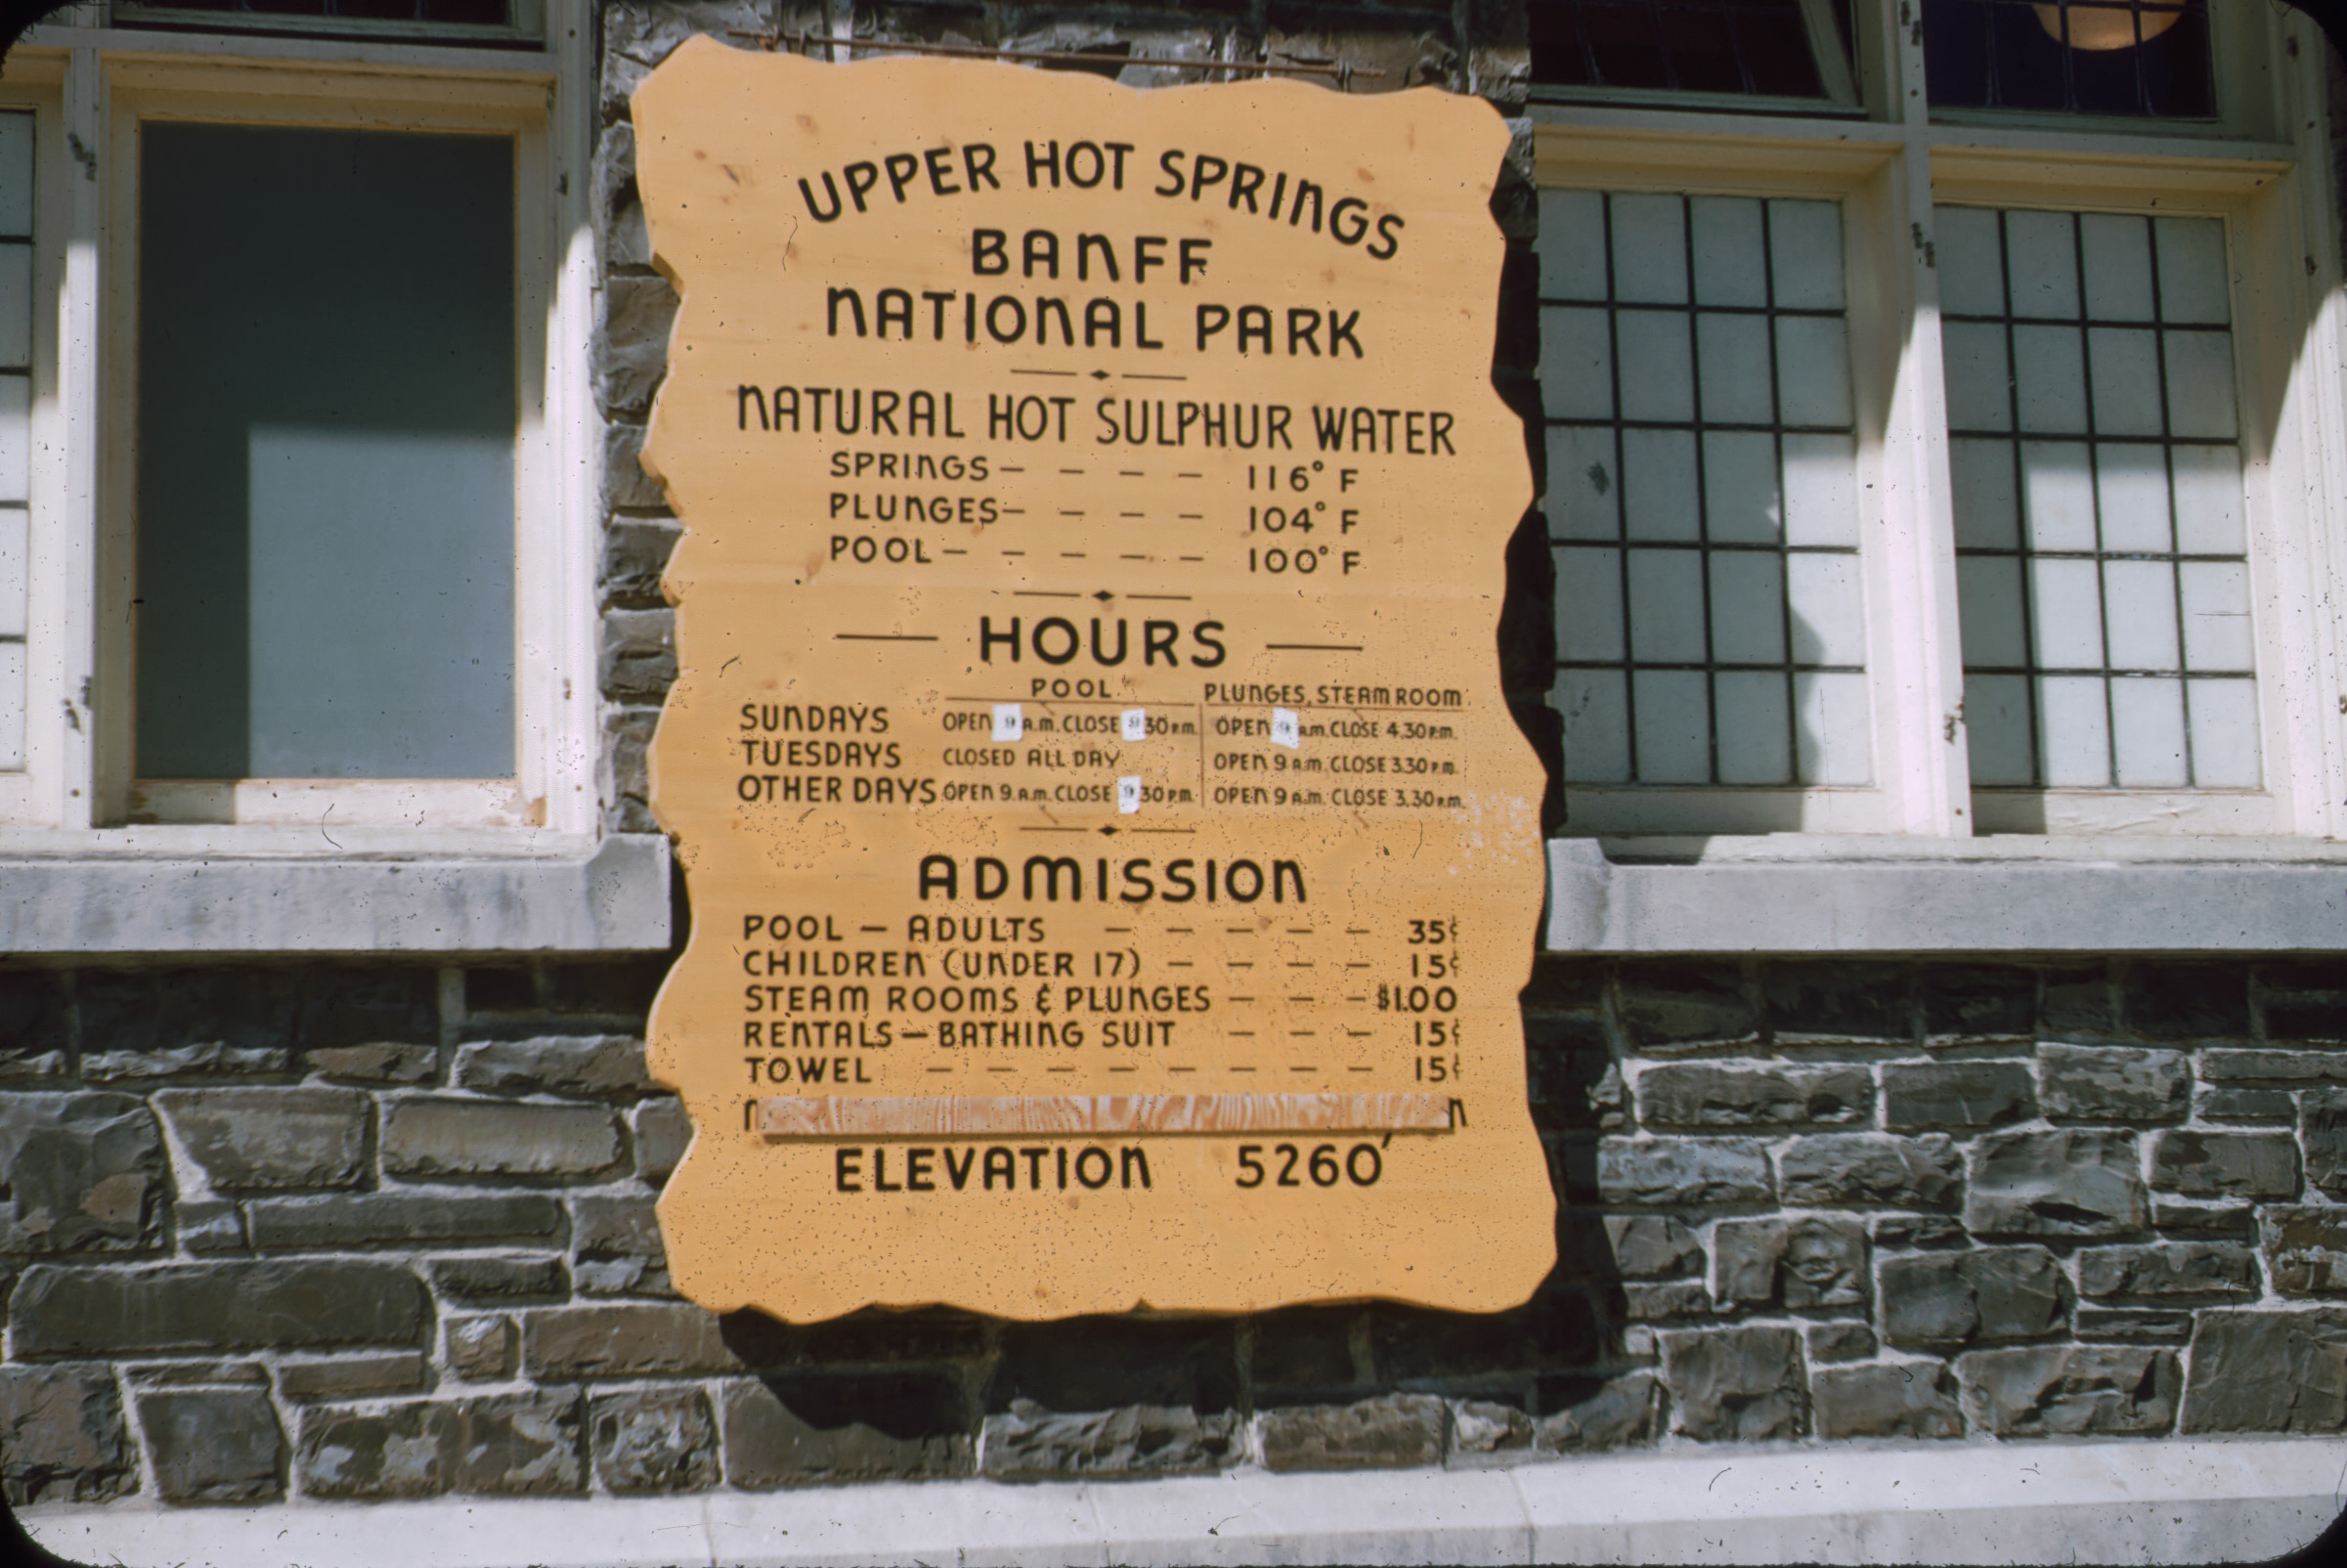 UPPER HOT SPRINGS
BANFF
NATIONAL PARK
NATURAL HOT SULPHUR WATER
SPRINGS — — — — 116° F
PLUNGES — — — — 104° F
POOL — — — — — 100° F
— HOURS —
POOL PLUNGES, STEAM ROOM
SUNDAYS OPEN 9 A.M. CLOSE 9 30 P.M. OPEN 9 A.M. CLOSE 4.30 P.M.
TUESDAYS CLOSED ALL DAY OPEN 9 A.M. CLOSE 3.30 P.M.
OTHER DAYS OPEN 9. A.M. CLOSE 9 30 P.M. OPEN 9 A.M. CLOSE 3.30 P.M.
ADMISSION
POOL — ADULTS — — — — — 35¢
CHILDREN (UNDER 17) — — — — 15¢
STEAM ROOMS & PLUNGES — — — $1.00
RENTALS — BATHING SUIT — — — 15¢
TOWEL — — — — — — — — 15¢
ELEVATION 5260'